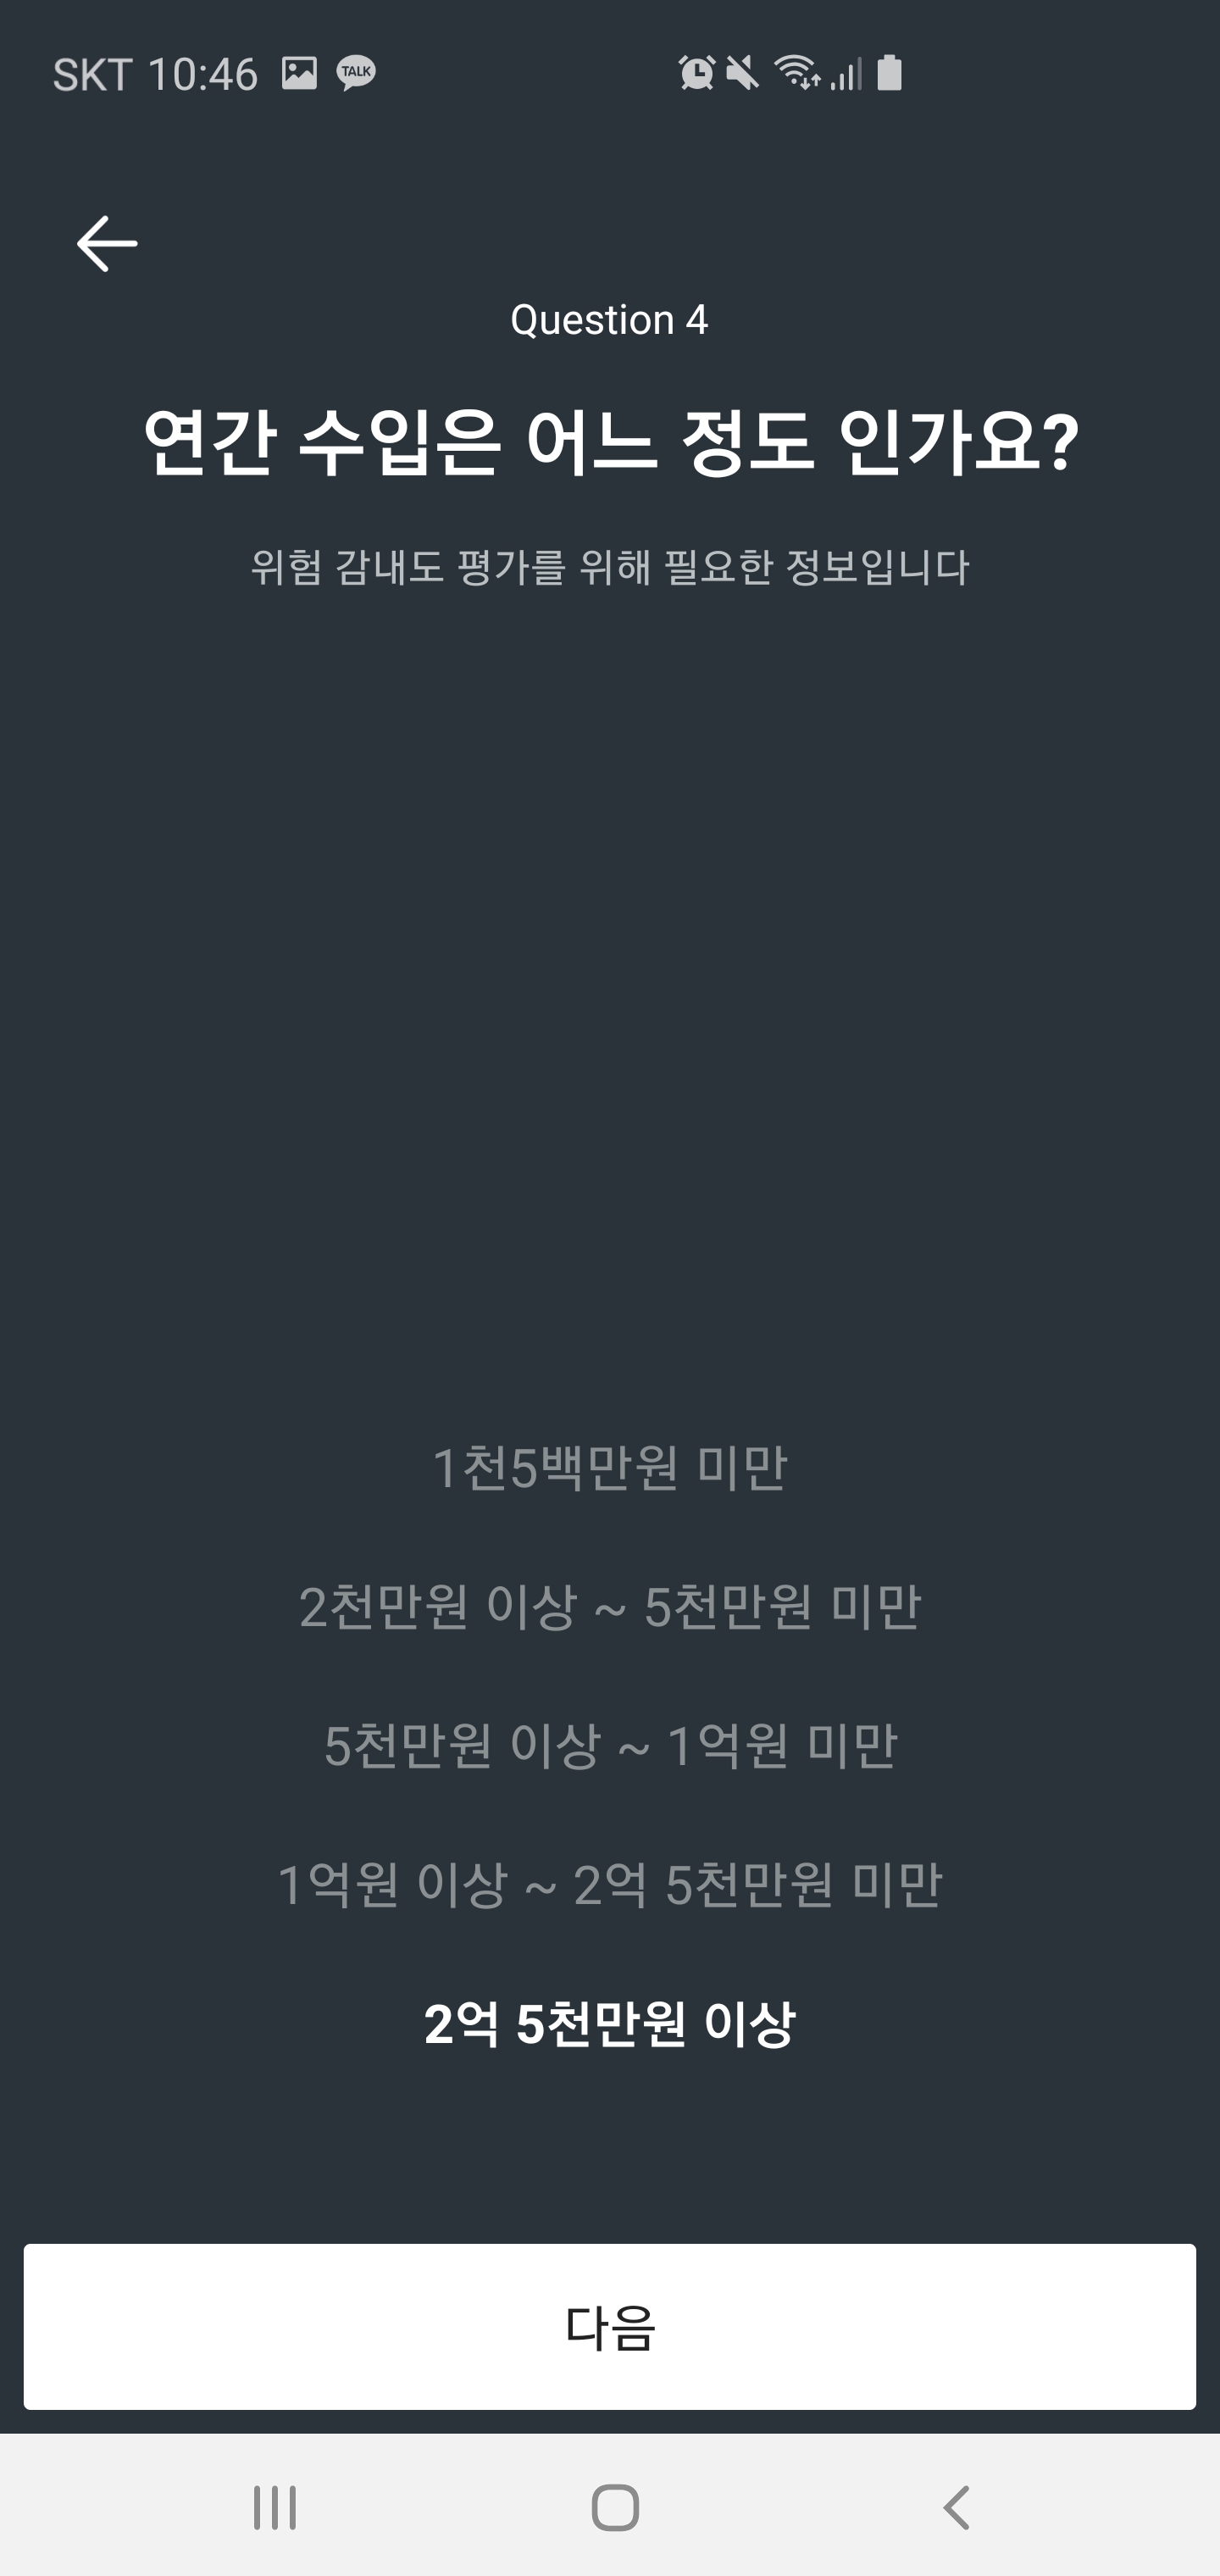 SKT 10:46 TALK
Question 4
연간 수입은 어느 정도 인가요?
위험 감내도 평가를 위해 필요한 정보입니다
1천5백만원 미만
2천만원 이상 ~ 5천만원 미만
5천만원 이상 ~ 1억원 미만
1억원 이상 ~ 2억 5천만원 미만
2억 5천만원 이상
다음